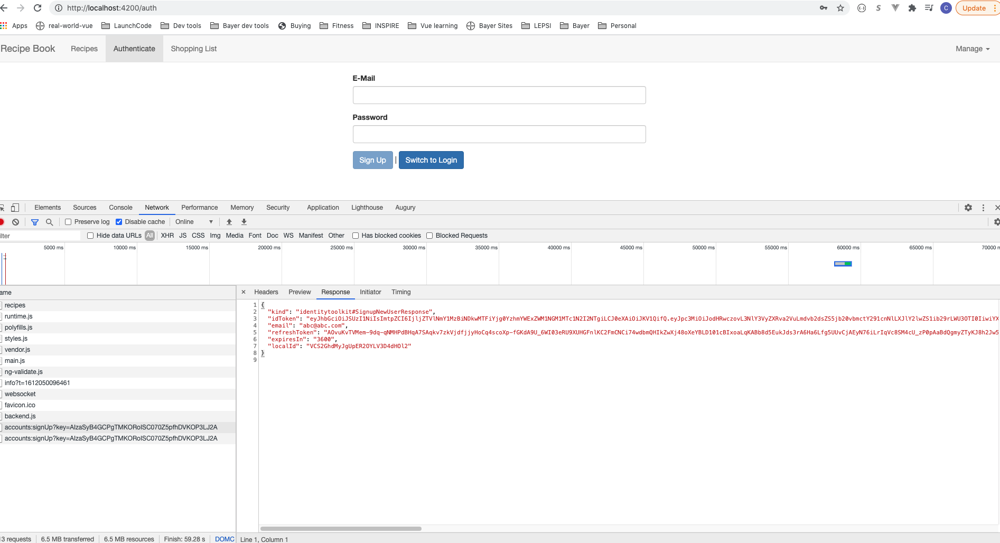 http://localhost:4200/auth
C
Update
Apps real-world-vue LaunchCode Dev tools Bayer dev tools Buying Fitness INSPIRE Vue learning Bayer Sites LEPSI Bayer Personal
Recipe Book Recipes Authenticate Shopping List Manage
E-Mail
Password
Sign Up | Switch to Login
Elements Sources Console Network Performance Memory Security Application Lighthouse Augury
Preserve log Disable cache Online
ilter Hide data URLs All XHR JS CSS Img Media Font Doc WS Manifest Other Has blocked cookies Blocked Requests
5000 ms 10000 ms 15000 ms 20000 ms 25000 ms 30000 ms 35000 ms 40000 ms 45000 ms 50000 ms 55000 ms 60000 ms 65000 ms 70000 m
ame
recipes
runtime.js
polyfills.js
styles.js
vendor.js
main.js
ng-validate.js
info?t=1612050096461
websocket
favicon.ico
backend.js
accounts:signUp?key=AIzaSyB4GCPgTMKORoISC070Z5pfhDVKOP3LJ2A
accounts:signUp?key=AIzaSyB4GCPgTMKORoISC070Z5pfhDVKOP3LJ2A
Headers Preview Response Initiator Timing
1 {
2 "kind": "identitytoolkit#SignupNewUserResponse",
3 "idToken":
4 "email": "abc@abc.com",
5 "refreshToken":
6 "expiresIn": "3600",
7 "localId": "VCS2GhdMyJgUpER2OYLV3D4dHOl2"
8 }
9
13 requests 6.5 MB transferred 6.5 MB resources Finish: 59.28 s DOMC
Line 1, Column 1